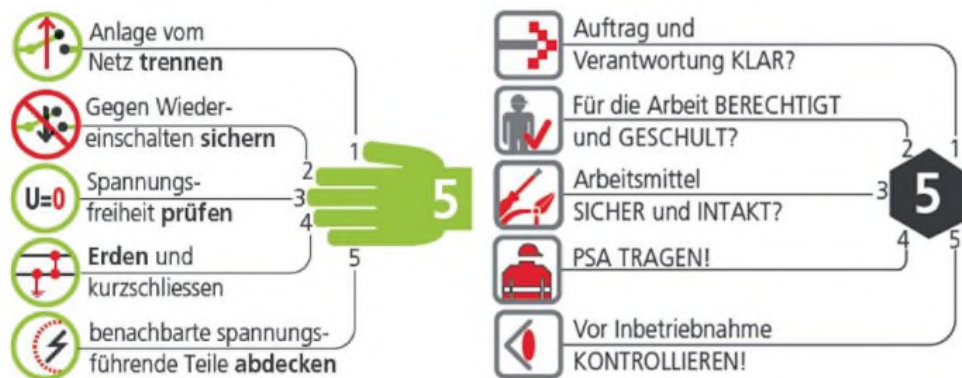 Anlage vom
Netz trennen
Gegen Wieder-
einschalten sichern
U=0
Spannungs-
freiheit prüfen
Erden und
kurzschliessen
benachbarte spannungs-
führende Teile abdecken
1
2
3
4
5
5
Auftrag und
Verantwortung KLAR?
Für die Arbeit BERECHTIGT
und GESCHULT?
Arbeitsmittel
SICHER und INTAKT?
PSA TRAGEN!
Vor Inbetriebnahme
KONTROLLIEREN!
1
2
3
4
5
5